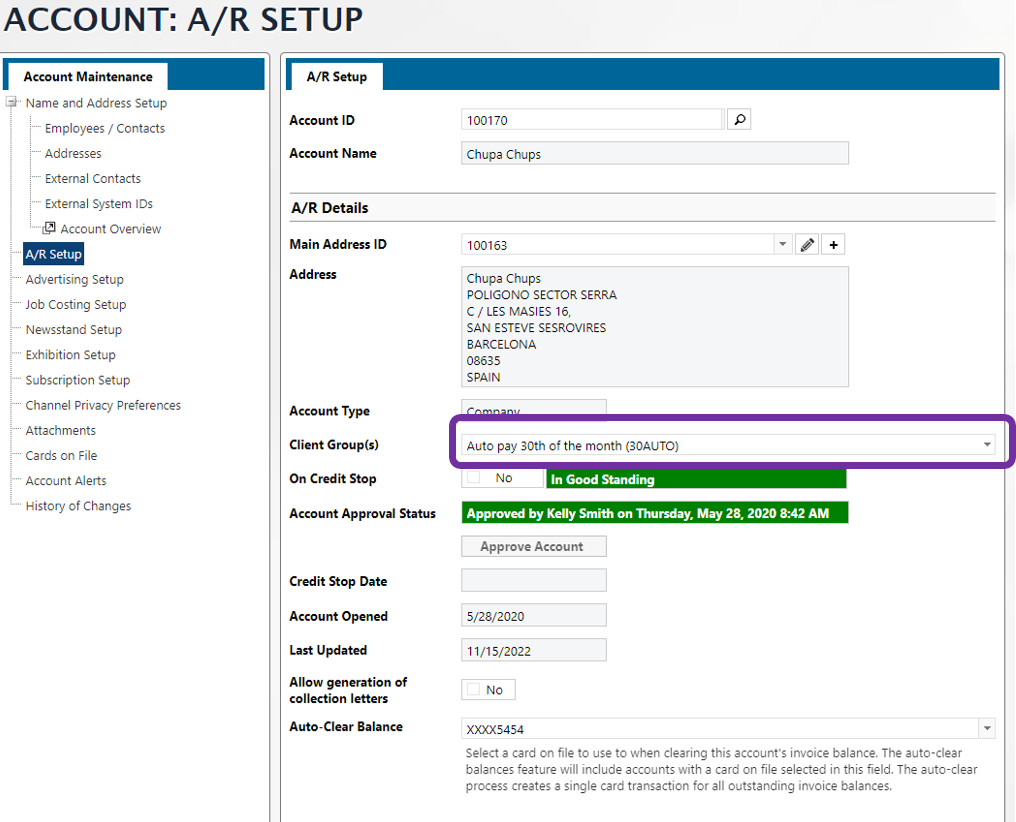 ACCOUNT: A/R SETUP
Account Maintenance
Name and Address Setup
Employees / Contacts
Addresses
External Contacts
External System IDs
Account Overview
A/R Setup
Advertising Setup
Job Costing Setup
Newsstand Setup
Exhibition Setup
Subscription Setup
Channel Privacy Preferences
Attachments
Cards on File
Account Alerts
History of Changes
A/R Setup
Account ID 100170
Account Name Chupa Chups
A/R Details
Main Address ID 100163
Address Chupa Chups
POLIGONO SECTOR SERRA
C / LES MASIES 16,
SAN ESTEVE SESROVIRES
BARCELONA
08635
SPAIN
Account Type Company
Client Group(s) Auto pay 30th of the month (30AUTO)
On Credit Stop No In Good Standing
Account Approval Status Approved by Kelly Smith on Thursday, May 28, 2020 8:42 AM
Approve Account
Credit Stop Date
Account Opened 5/28/2020
Last Updated 11/15/2022
Allow generation of
collection letters No
Auto-Clear Balance XXXX5454
Select a card on file to use to when clearing this account's invoice balance. The auto-clear
balances feature will include accounts with a card on file selected in this field. The auto-clear
process creates a single card transaction for all outstanding invoice balances.